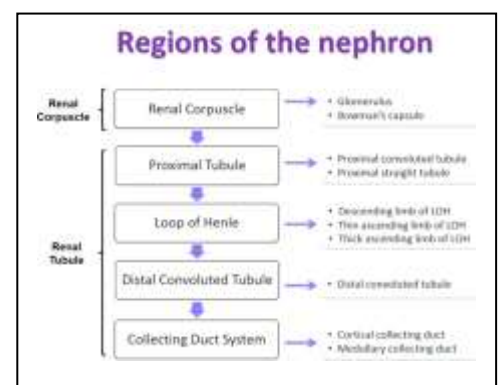 Regions of the nephron
Renal
Corpuscle
Renal Corpuscle
• Glomerulus
• Bowman's capsule
Renal
Tubule
Proximal Tubule
• Proximal convoluted tubule
• Proximal straight tubule
Loop of Henle
• Descending limb of LOH
• Thin ascending limb of LOH
• Thick ascending limb of LOH
Distal Convoluted Tubule
• Distal convoluted tubule
Collecting Duct System
• Cortical collecting duct
• Medullary collecting duct